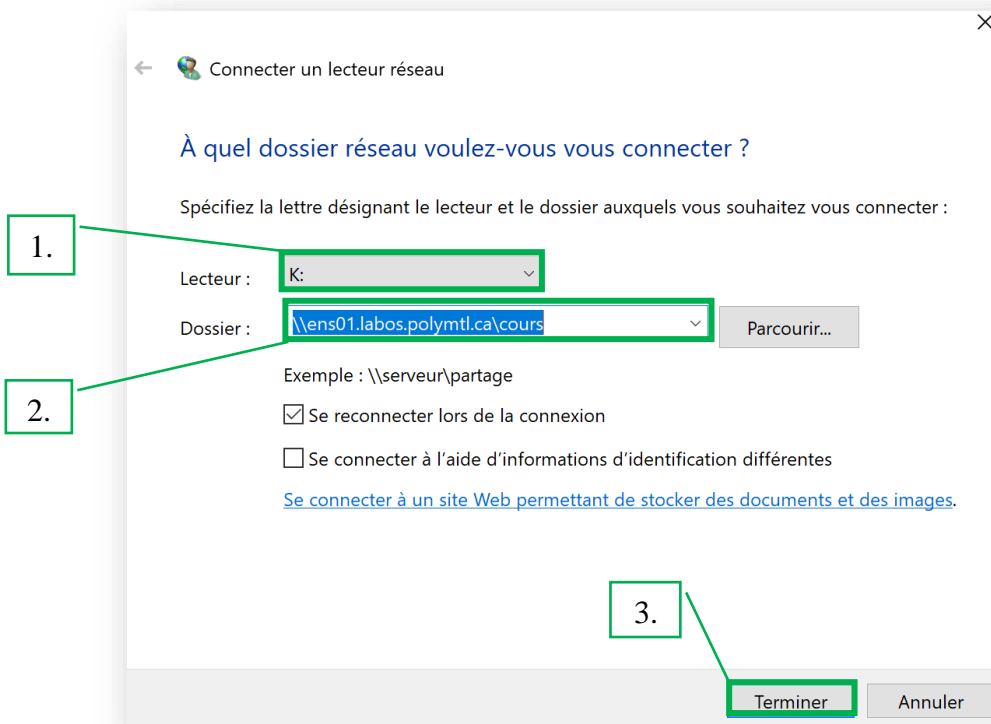 Connecter un lecteur réseau
À quel dossier réseau voulez-vous vous connecter ?
Spécifiez la lettre désignant le lecteur et le dossier auxquels vous souhaitez vous connecter :
1.
Lecteur : K:
Dossier : \\ens01.labos.polymtl.ca\cours Parcourir...
Exemple : \\serveur\partage
2.
Se reconnecter lors de la connexion
Se connecter à l'aide d'informations d'identification différentes
Se connecter à un site Web permettant de stocker des documents et des images.
3.
Terminer Annuler